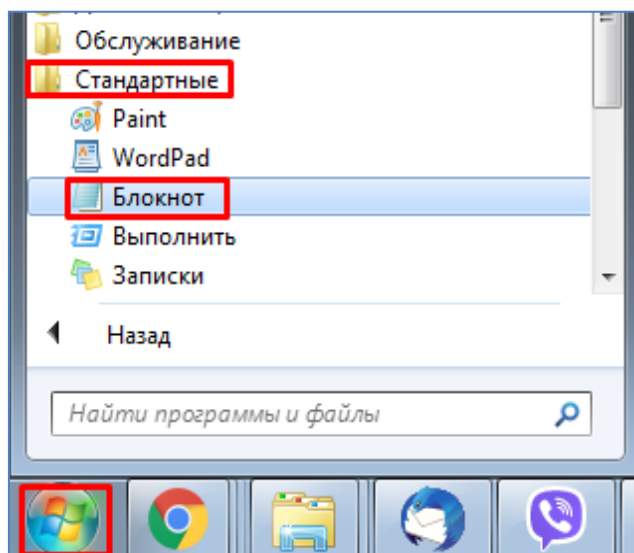 Обслуживание
Стандартные
Paint
WordPad
Блокнот
Выполнить
Записки
Назад
Найти программы и файлы